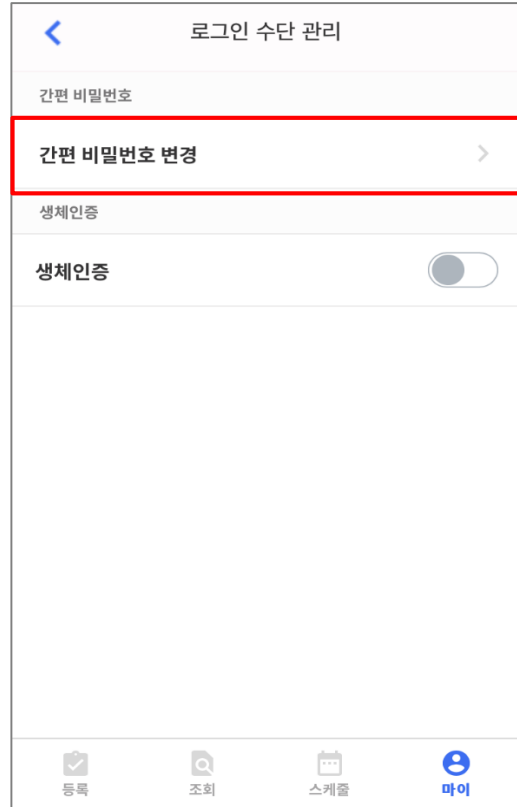 로그인 수단 관리
간편 비밀번호
간편 비밀번호 변경
생체인증
생체인증
등록 조회 스케줄 마이